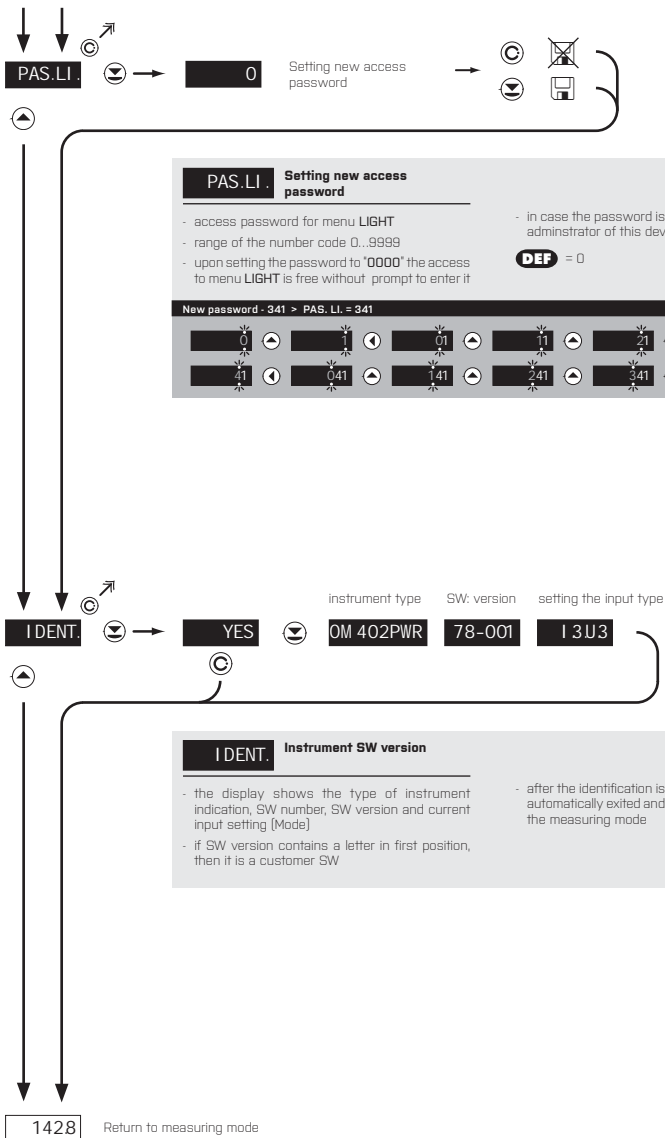 PAS.LI.
0
Setting new access
password
PAS.LI.
Setting new access
password
- access password for menu LIGHT
- range of the number code 0...9999
- upon setting the password to "0000" the access
to menu LIGHT is free without prompt to enter it
- in case the password is
adminstrator of this dev
DEF = 0
New password - 341 > PAS. LI. = 341
0 1 01 11 21
41 041 141 241 341
instrument type SW: version setting the input type
IDENT. YES OM 402PWR 78-001 I3U3
IDENT.
Instrument SW version
- the display shows the type of instrument
indication, SW number, SW version and current
input setting (Mode)
- if SW version contains a letter in first position,
then it is a customer SW
- after the identification is
automatically exited and
the measuring mode
1428 Return to measuring mode